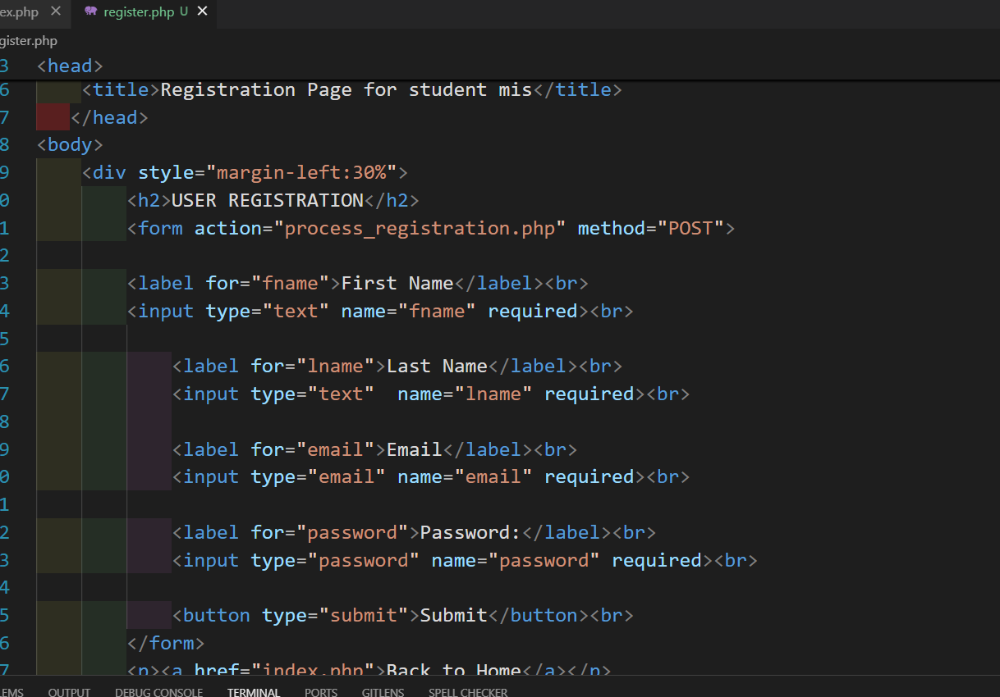 ex.php register.php U
gister.php
3 <head>
6 <title>Registration Page for student mis</title>
7 </head>
8 <body>
9 <div style="margin-left:30%">
0 <h2>USER REGISTRATION</h2>
1 <form action="process_registration.php" method="POST">
2
3 <label for="fname">First Name</label><br>
4 <input type="text" name="fname" required><br>
5
6 <label for="lname">Last Name</label><br>
7 <input type="text"  name="lname" required><br>
8
9 <label for="email">Email</label><br>
0 <input type="email" name="email" required><br>
1
2 <label for="password">Password:</label><br>
3 <input type="password" name="password" required><br>
4
5 <button type="submit">Submit</button><br>
6 </form>
7 <p><a href="index.php">Back to Home</a></p>
LEMS OUTPUT DEBUG CONSOLE TERMINAL PORTS GITLENS SPELL CHECKER